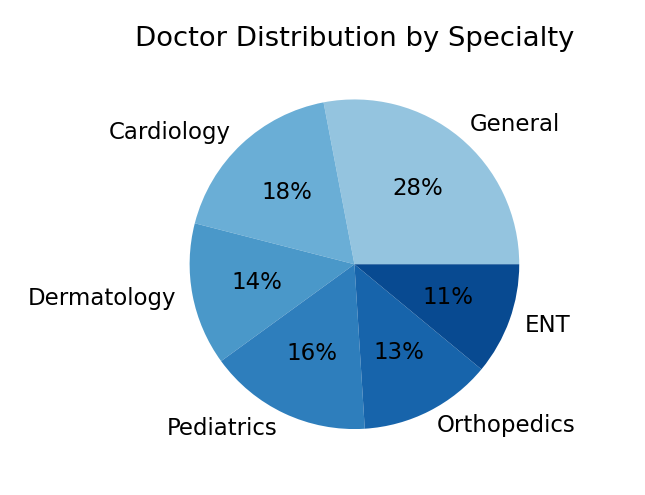 Doctor Distribution by Specialty
General
28%
Cardiology
18%
Dermatology
14%
Pediatrics
16%
Orthopedics
13%
ENT
11%